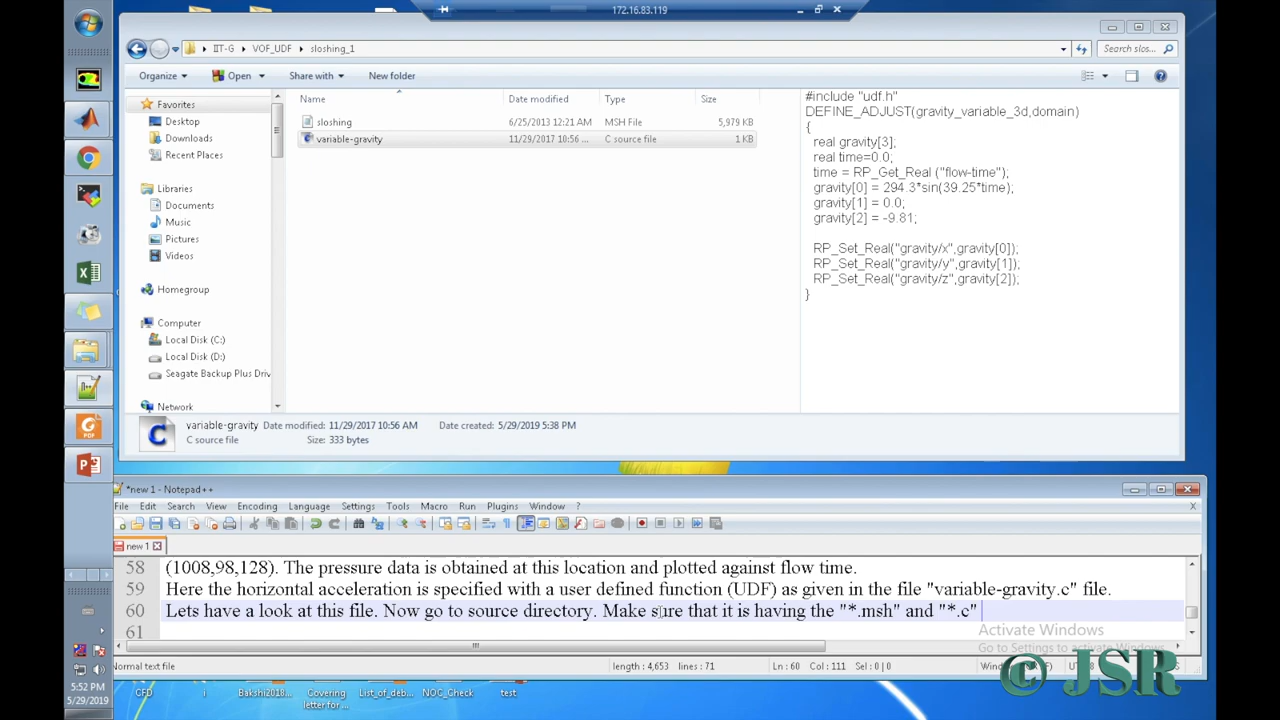 172.16.83.119
IIT-G VOF_UDF sloshing_1
Search slos...
Organize Open Share with New folder
Favorites
Desktop
Downloads
Recent Places
Libraries
Documents
Music
Pictures
Videos
Homegroup
Computer
Local Disk (C:)
Local Disk (D:)
Seagate Backup Plus Driv
Network
Name Date modified Type Size
sloshing 6/25/2013 12:21 AM MSH File 5,979 KB
variable-gravity 11/29/2017 10:56 ... C source file 1 KB
#include "udf.h"
DEFINE_ADJUST(gravity_variable_3d,domain)
{
real gravity[3];
real time=0.0;
time = RP_Get_Real ("flow-time");
gravity[0] = 294.3*sin(39.25*time);
gravity[1] = 0.0;
gravity[2] = -9.81;
RP_Set_Real("gravity/x",gravity[0]);
RP_Set_Real("gravity/y",gravity[1]);
RP_Set_Real("gravity/z",gravity[2]);
}
variable-gravity Date modified: 11/29/2017 10:56 AM Date created: 5/29/2019 5:38 PM
C source file Size: 333 bytes
*new 1 - Notepad++
File Edit Search View Encoding Language Settings Tools Macro Run Plugins Window ? X
new 1
58 (1008,98,128). The pressure data is obtained at this location and plotted against flow time.
59 Here the horizontal acceleration is specified with a user defined function (UDF) as given in the file "variable-gravity.c" file.
60 Lets have a look at this file. Now go to source directory. Make sure that it is having the "*.msh" and "*.c"
61
Activate Windows
Go to Settings to activate Windows
Normal text file length : 4,653 lines : 71 Ln : 60 Col : 111 Sel : 0 | 0
© JSR
CFD i Bakshi2018... Covering List_of_deb... NOC_Check test
letter for...
5:52 PM
5/29/2019